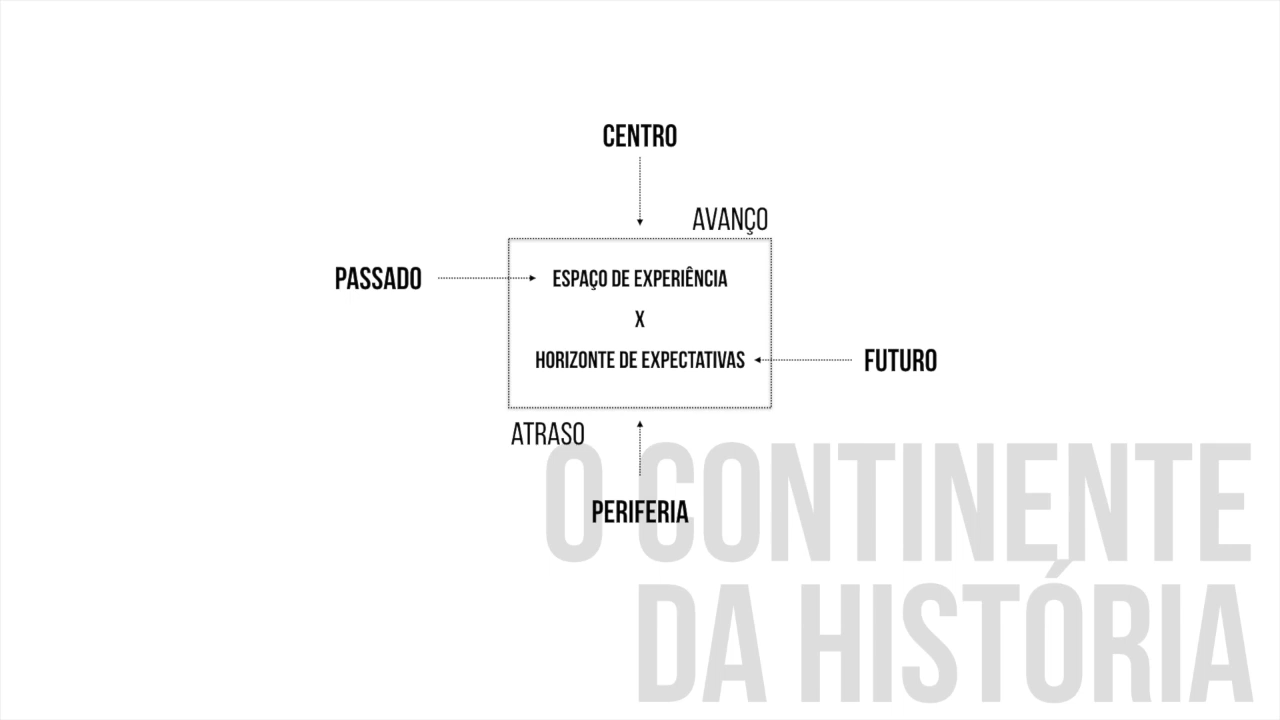 CENTRO
AVANÇO
PASSADO
ESPAÇO DE EXPERIÊNCIA
X
HORIZONTE DE EXPECTATIVAS
FUTURO
ATRASO
PERIFERIA
O CONTINENTE
DA HISTÓRIA